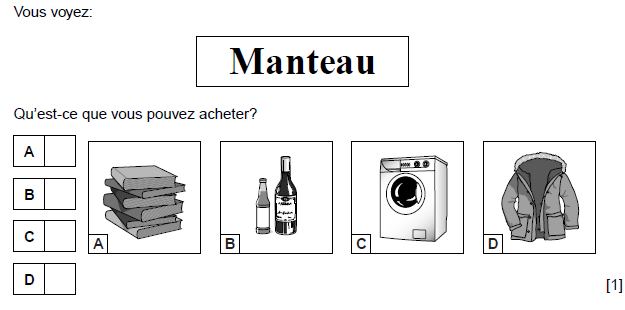 Vous voyez:
Manteau
Qu'est-ce que vous pouvez acheter?
A
B
C
D
A
B
C
D
[1]